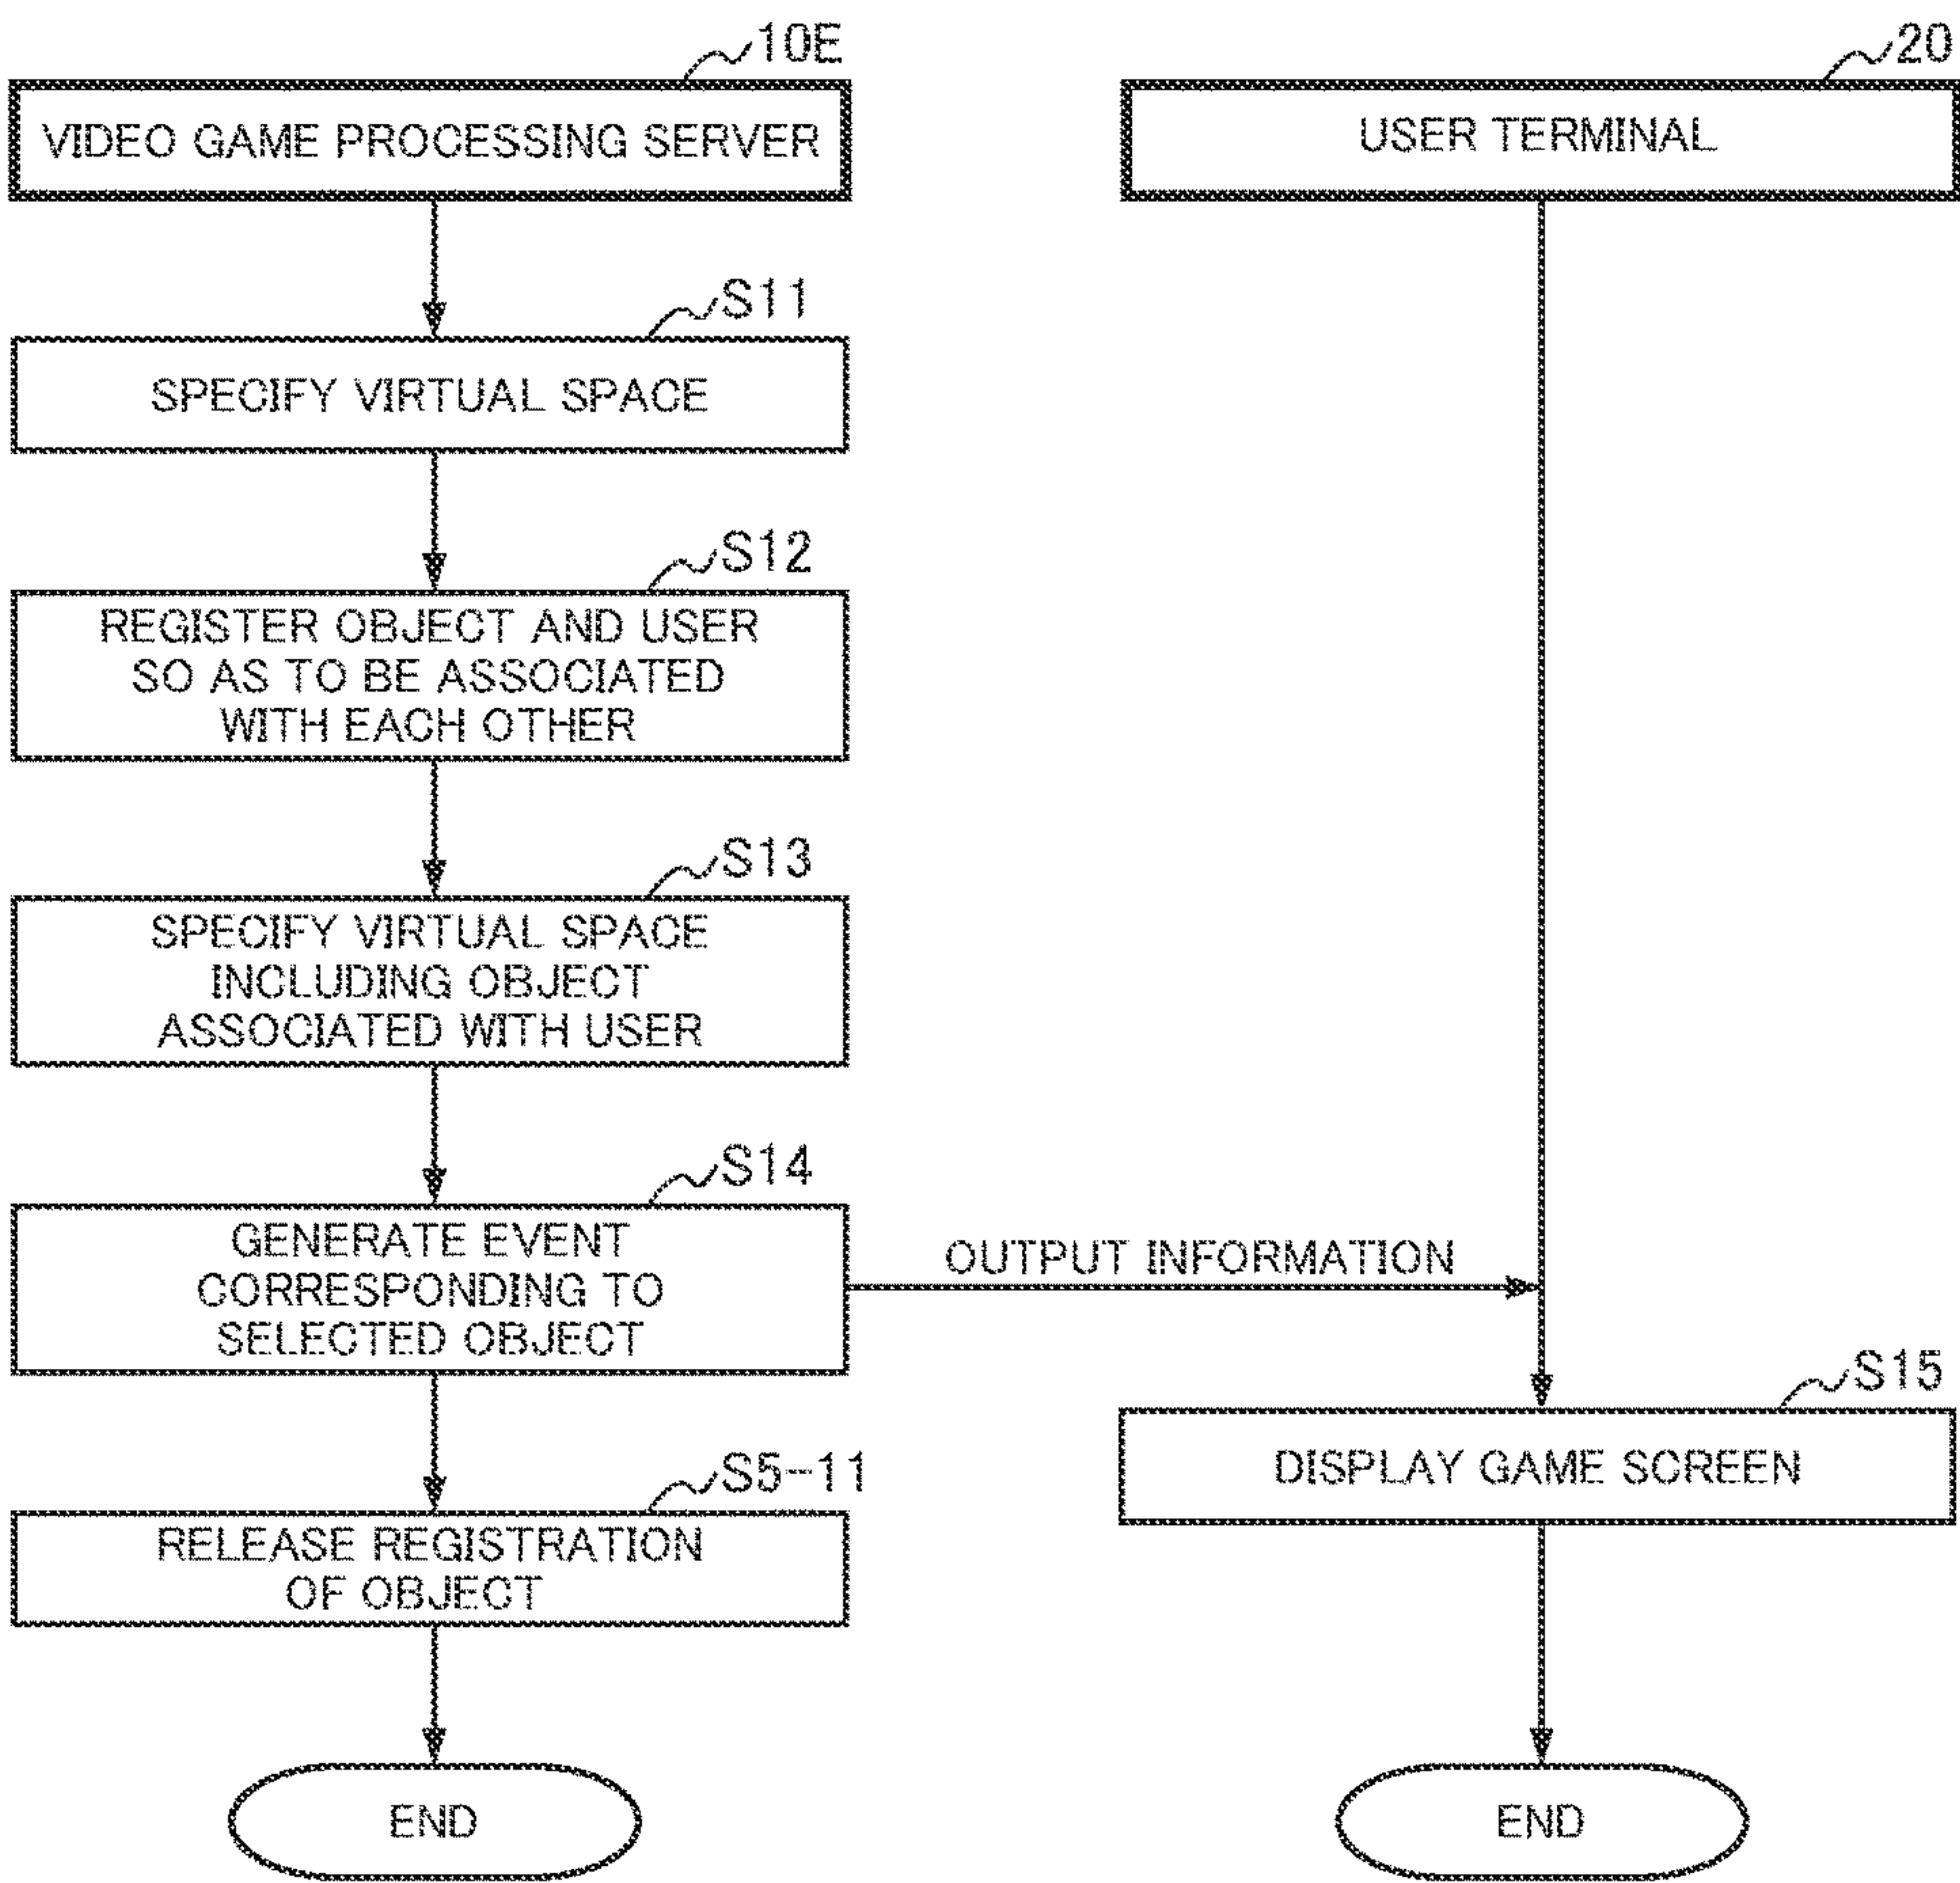 10E
VIDEO GAME PROCESSING SERVER
20
USER TERMINAL
S11
SPECIFY VIRTUAL SPACE
S12
REGISTER OBJECT AND USER
SO AS TO BE ASSOCIATED
WITH EACH OTHER
S13
SPECIFY VIRTUAL SPACE
INCLUDING OBJECT
ASSOCIATED WITH USER
S14
GENERATE EVENT
CORRESPONDING TO
SELECTED OBJECT
OUTPUT INFORMATION
S15
DISPLAY GAME SCREEN
S5-11
RELEASE REGISTRATION
OF OBJECT
END
END